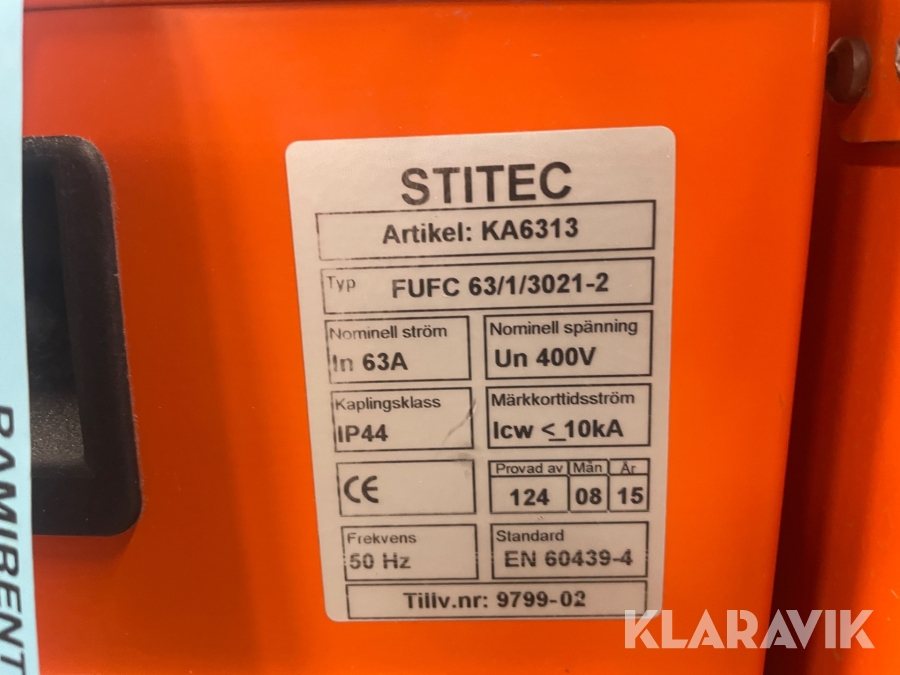 STITEC
Artikel: KA6313
Typ FUFC 63/1/3021-2
Nominell ström
In 63A
Nominell spänning
Un 400V
Kaplingsklass
IP44
Märkkorttidsström
Icw <_10kA
CE
Provad av Mån År
124 08 15
Frekvens
50 Hz
Standard
EN 60439-4
Tillv.nr: 9799-02
RAMIRENT
KLARAVIK